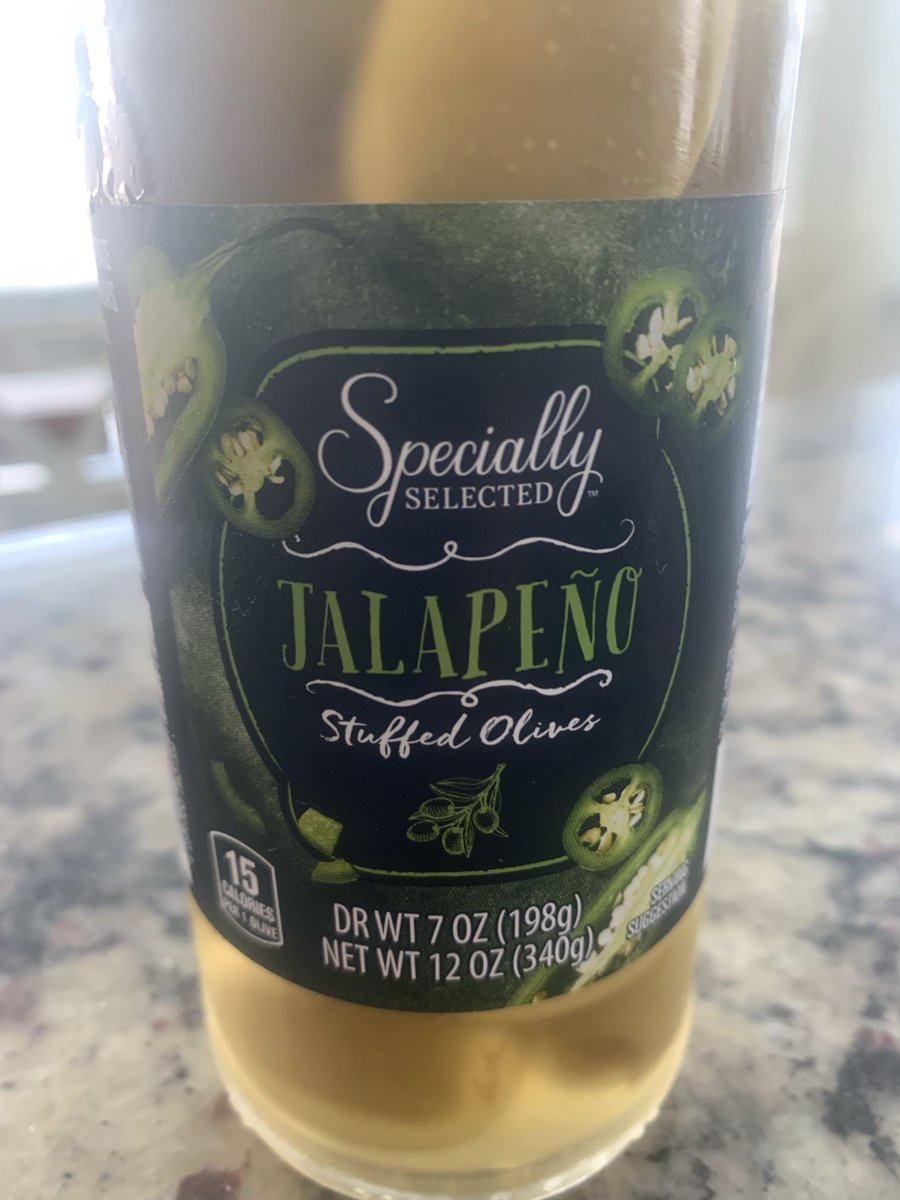 Specially
SELECTED™
JALAPEÑO
Stuffed Olives
15
CALORIES
PER 1 OLIVE
DR WT 7 OZ (198g)
NET WT 12 OZ (340g)
SERVING
SUGGESTION